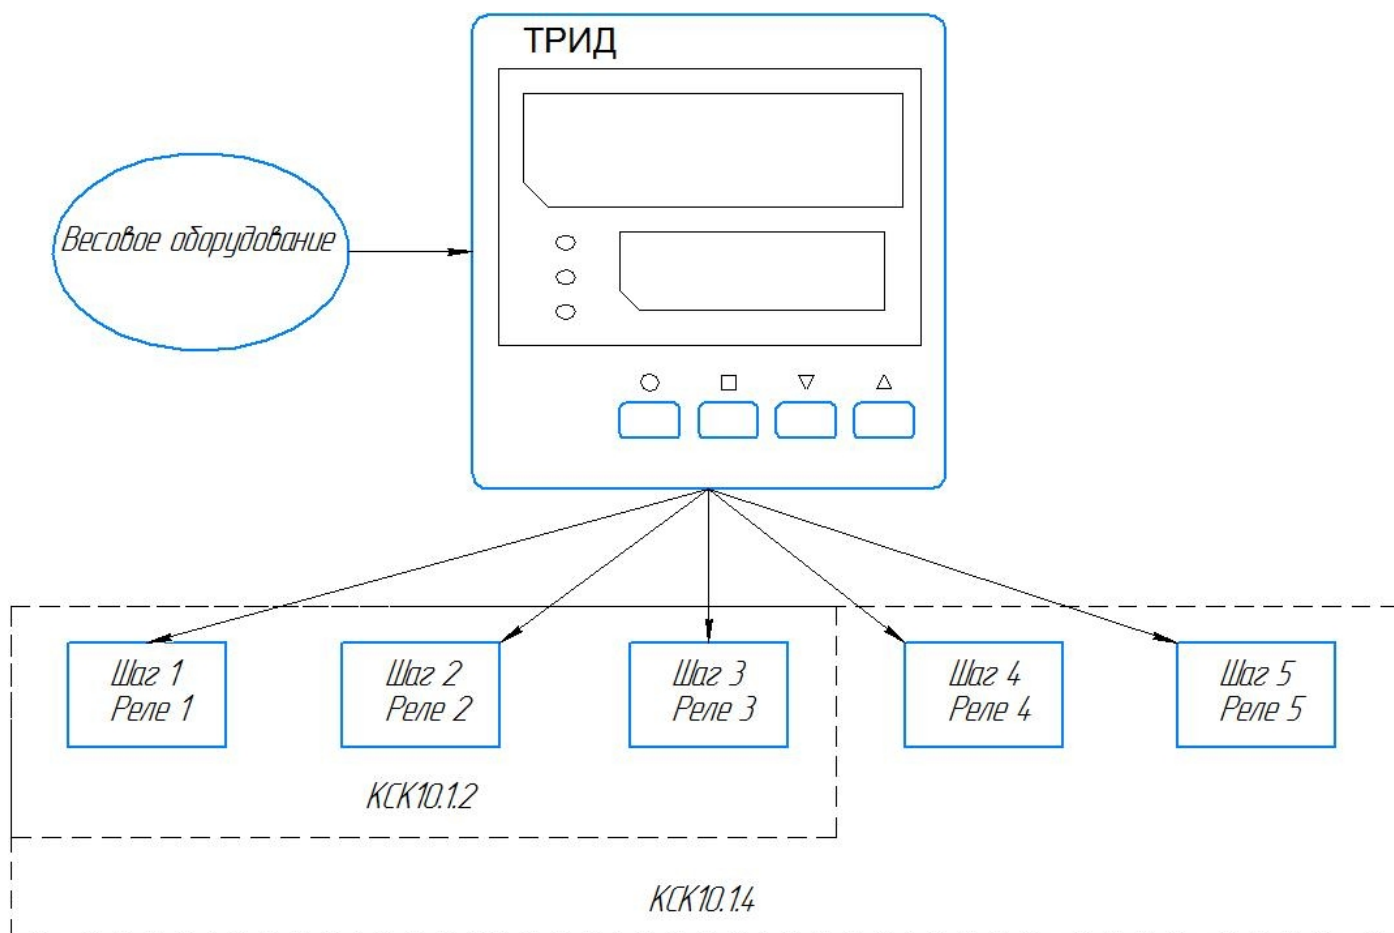 ТРИД
Весовое оборудование
Шаг 1
Реле 1
Шаг 2
Реле 2
Шаг 3
Реле 3
Шаг 4
Реле 4
Шаг 5
Реле 5
КСК10.1.2
КСК10.1.4